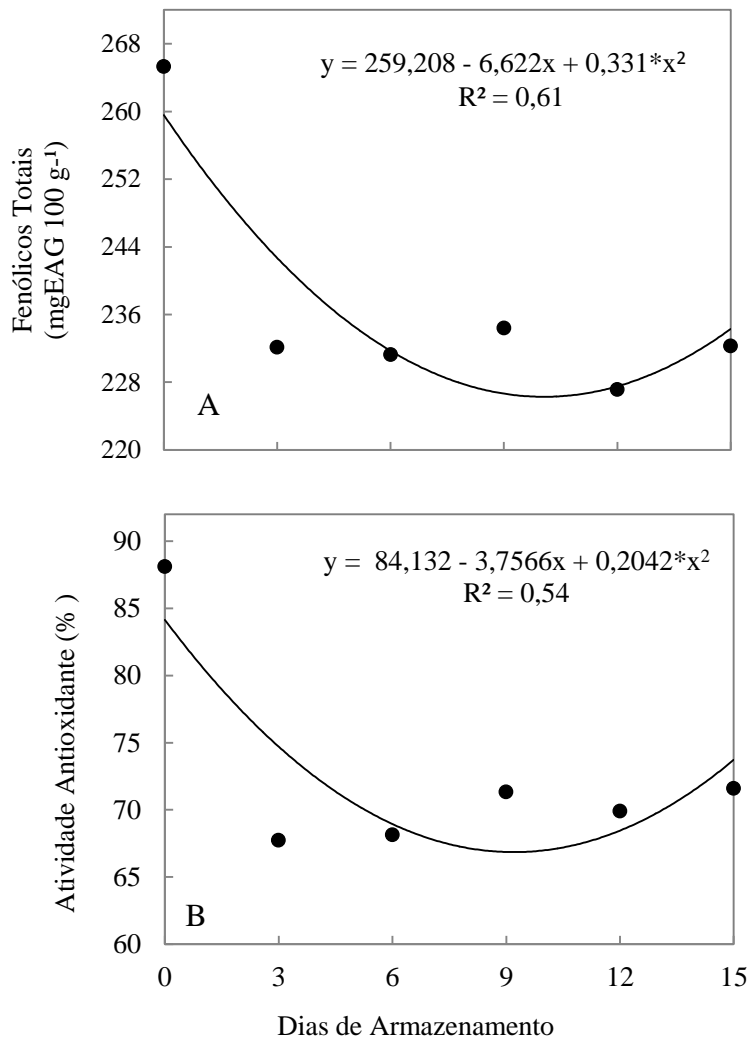 268
260
252
244
236
228
220
Fenólicos Totais
(mgEAG 100 g-¹)
y = 259,208 - 6,622x + 0,331*x²
R² = 0,61
A
90
85
80
75
70
65
60
Atividade Antioxidante (% )
y = 84,132 - 3,7566x + 0,2042*x²
R² = 0,54
B
0 3 6 9 12 15
Dias de Armazenamento